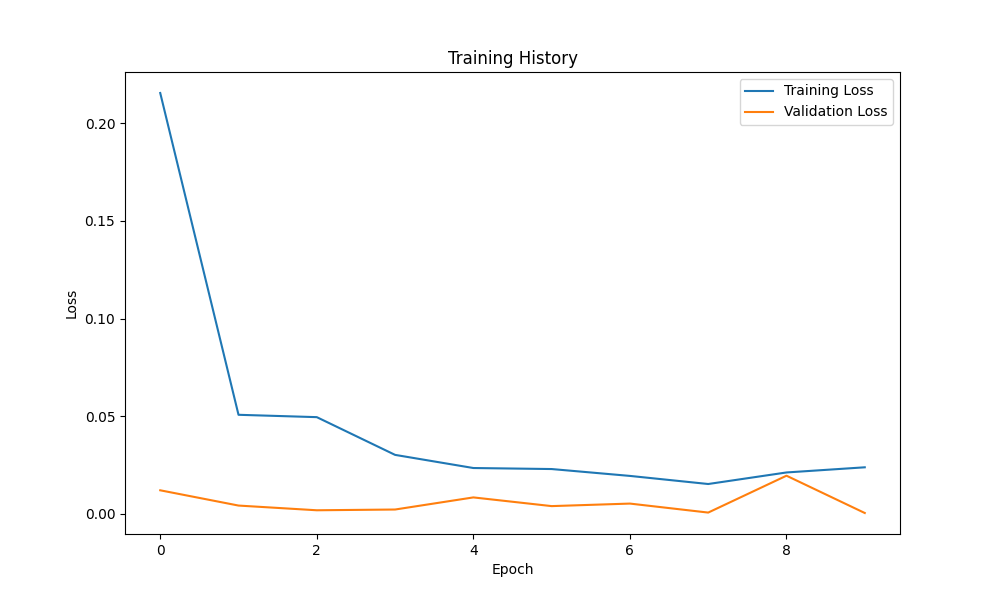 Training History
Training Loss
Validation Loss
0.20
0.15
0.10
0.05
0.00
Loss
0 2 4 6 8
Epoch